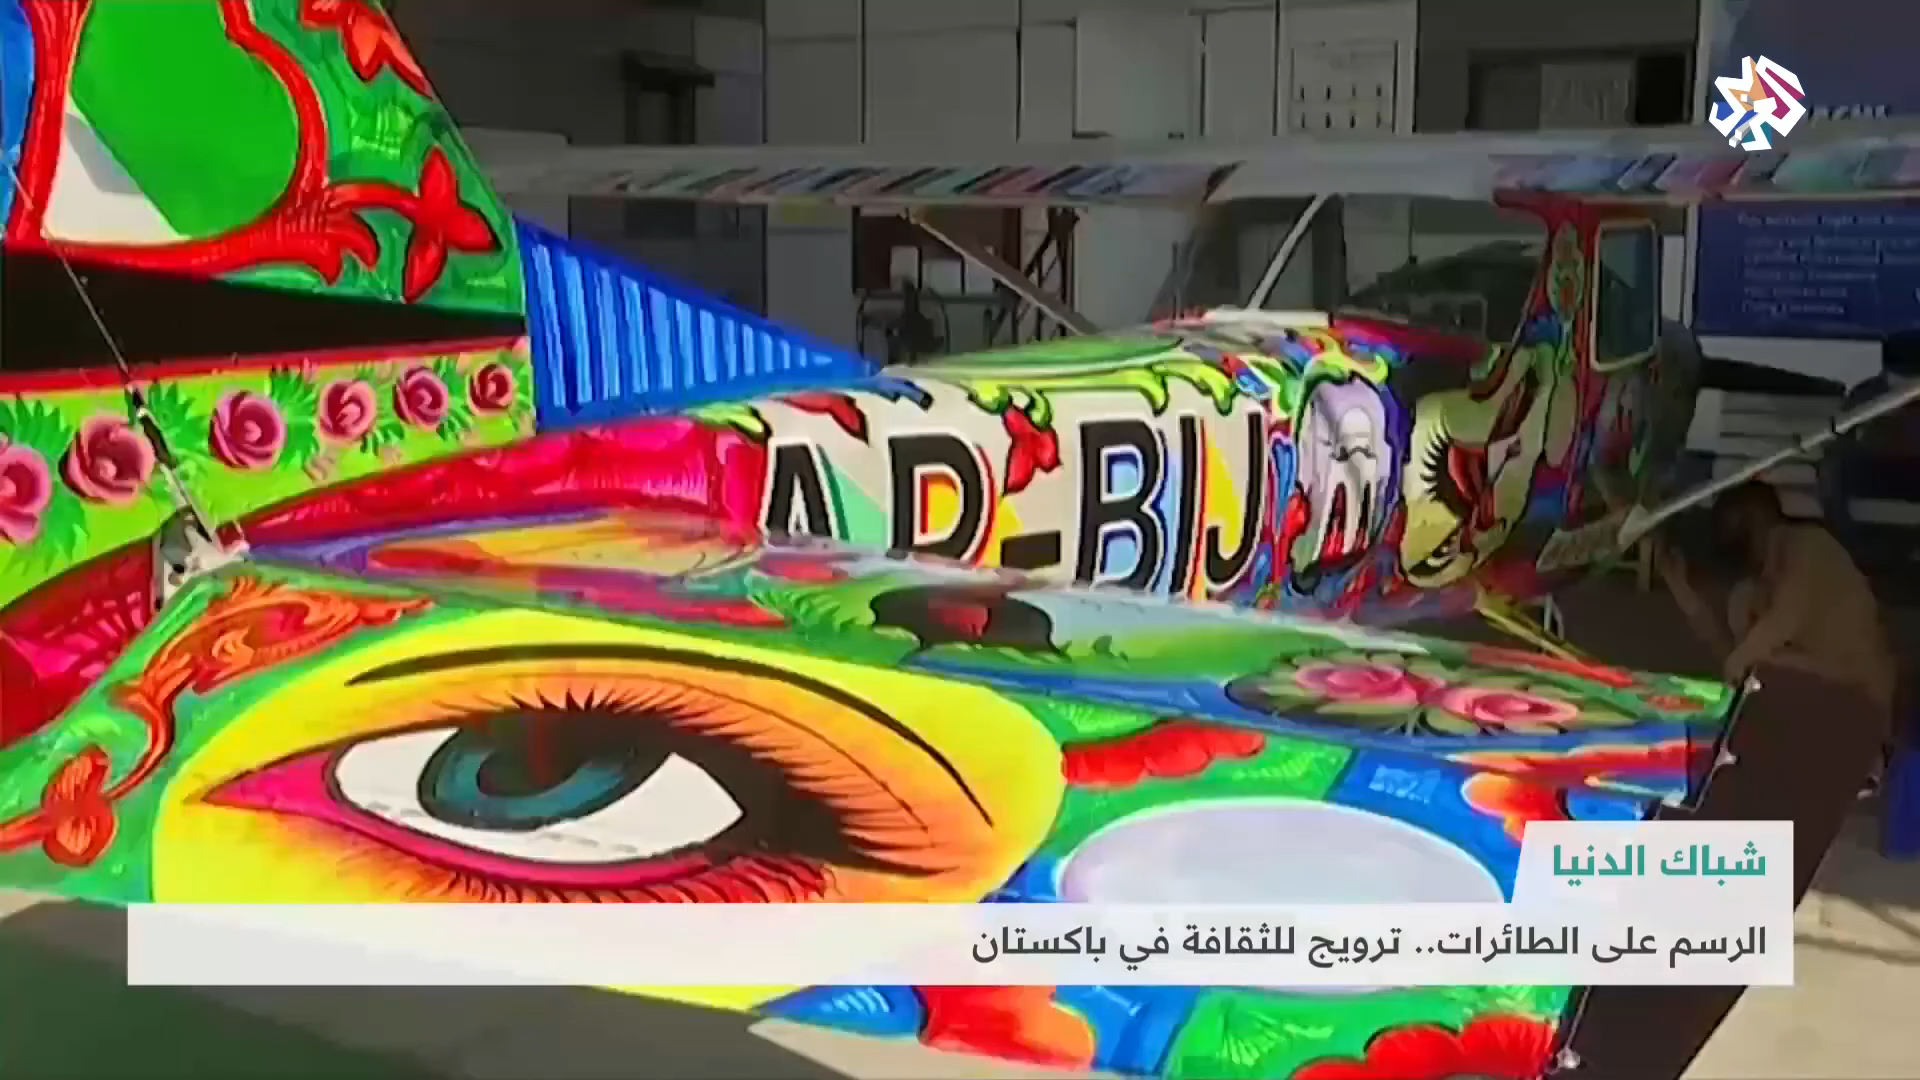 AP-BIJ
شباك الدنيا
الرسم على الطائرات.. ترويج للثقافة في باكستان